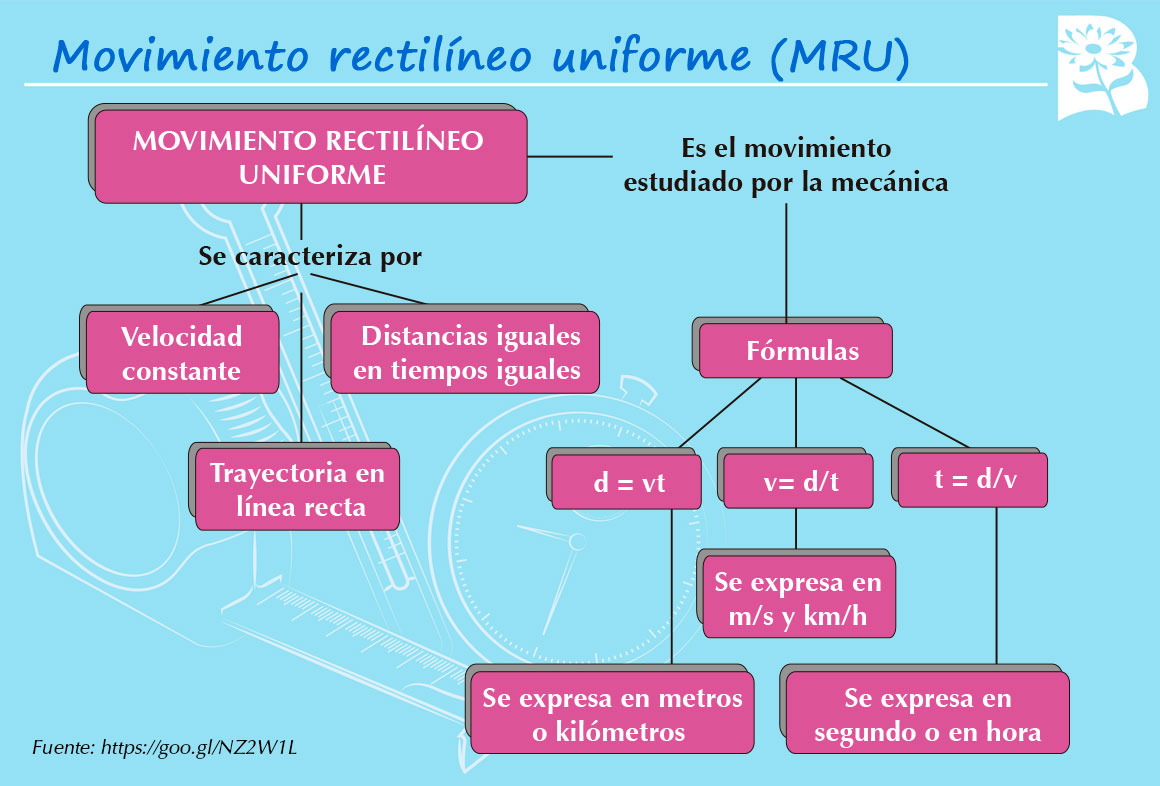 Movimiento rectilíneo uniforme (MRU)
MOVIMIENTO RECTILÍNEO
UNIFORME
Es el movimiento
estudiado por la mecánica
Se caracteriza por
Velocidad
constante
Distancias iguales
en tiempos iguales
Trayectoria en
línea recta
Fórmulas
d = vt
v= d/t
t = d/v
Se expresa en
m/s y km/h
Se expresa en metros
o kilómetros
Se expresa en
segundo o en hora
Fuente: https://goo.gl/NZ2W1L